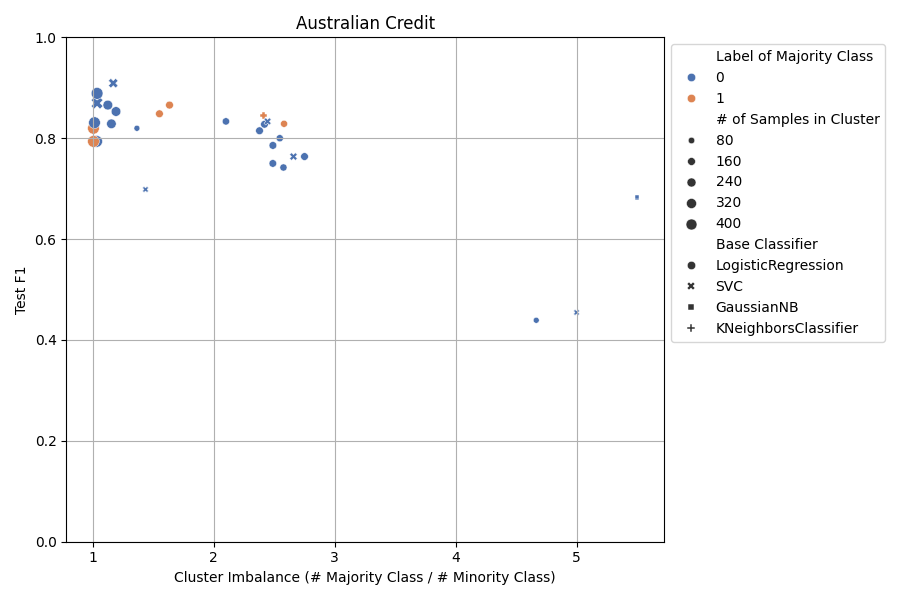 Australian Credit
1.0
0.8
0.6
0.4
0.2
0.0
Test F1
1
2
3
4
5
Cluster Imbalance (# Majority Class / # Minority Class)
Label of Majority Class
0
1
# of Samples in Cluster
80
160
240
320
400
Base Classifier
LogisticRegression
SVC
GaussianNB
KNeighborsClassifier